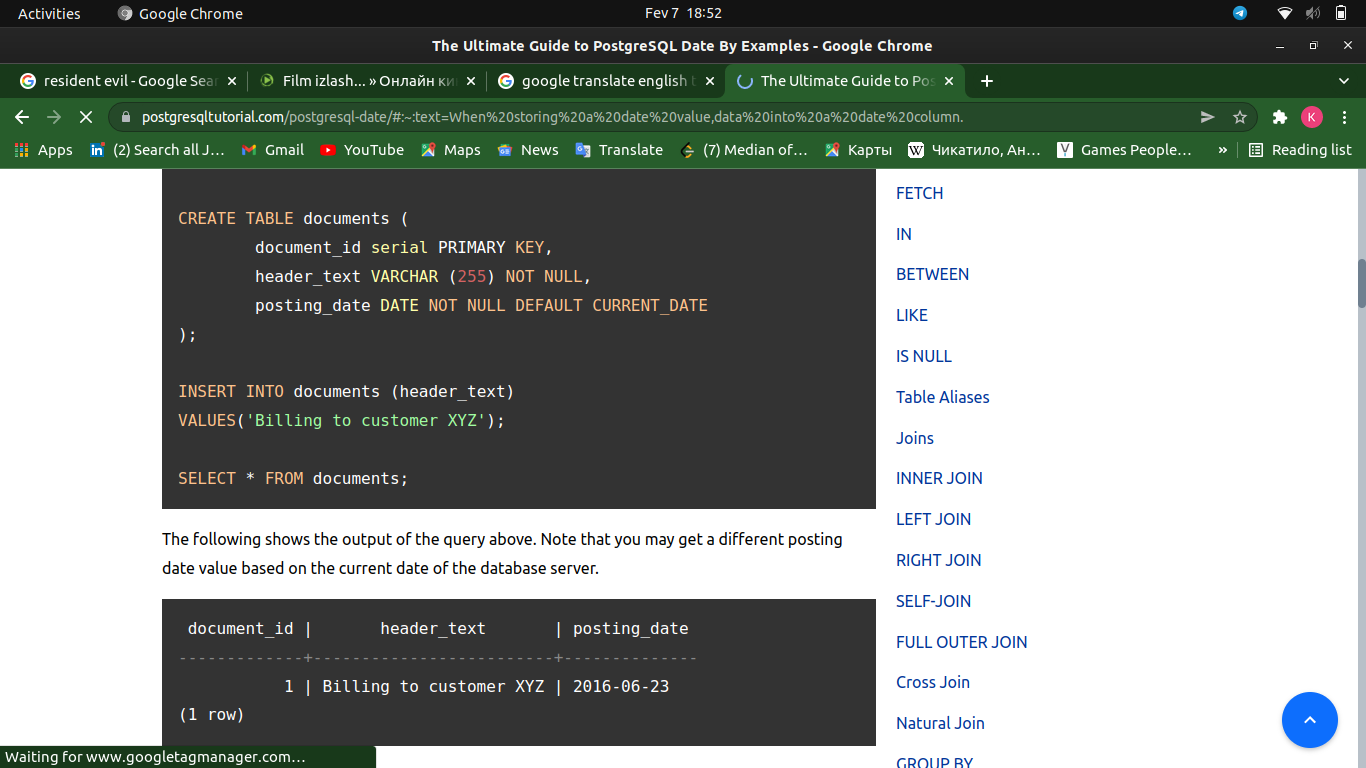 Activities
Google Chrome
Fev 7 18:52
The Ultimate Guide to PostgreSQL Date By Examples - Google Chrome
resident evil - Google Sear
Film izlash... » Онлайн ки
google translate english t
The Ultimate Guide to Pos
postgresqltutorial.com/postgresql-date/#:~:text=When%20storing%20a%20date%20value,data%20into%20a%20date%20column.
K
Apps
(2) Search all J...
Gmail
YouTube
Maps
News
Translate
(7) Median of...
Карты
W
Чикатило, Ан...
Games People...
»
Reading list
CREATE TABLE documents (
document_id serial PRIMARY KEY,
header_text VARCHAR (255) NOT NULL,
posting_date DATE NOT NULL DEFAULT CURRENT_DATE
);
INSERT INTO documents (header_text)
VALUES('Billing to customer XYZ');
SELECT * FROM documents;
The following shows the output of the query above. Note that you may get a different posting
date value based on the current date of the database server.
document_id | header_text | posting_date
-------------+-------------------------+--------------
1 | Billing to customer XYZ | 2016-06-23
(1 row)
FETCH
IN
BETWEEN
LIKE
IS NULL
Table Aliases
Joins
INNER JOIN
LEFT JOIN
RIGHT JOIN
SELF-JOIN
FULL OUTER JOIN
Cross Join
Natural Join
GROUP BY
Waiting for www.googletagmanager.com...